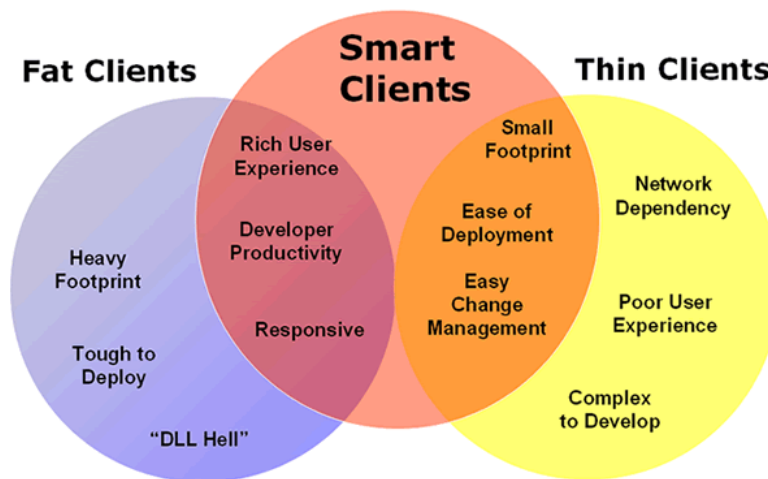 Smart
Clients
Fat Clients
Thin Clients
Rich User
Experience
Developer
Productivity
Responsive
Heavy
Footprint
Tough to
Deploy
“DLL Hell”
Small
Footprint
Ease of
Deployment
Easy
Change
Management
Network
Dependency
Poor User
Experience
Complex
to Develop